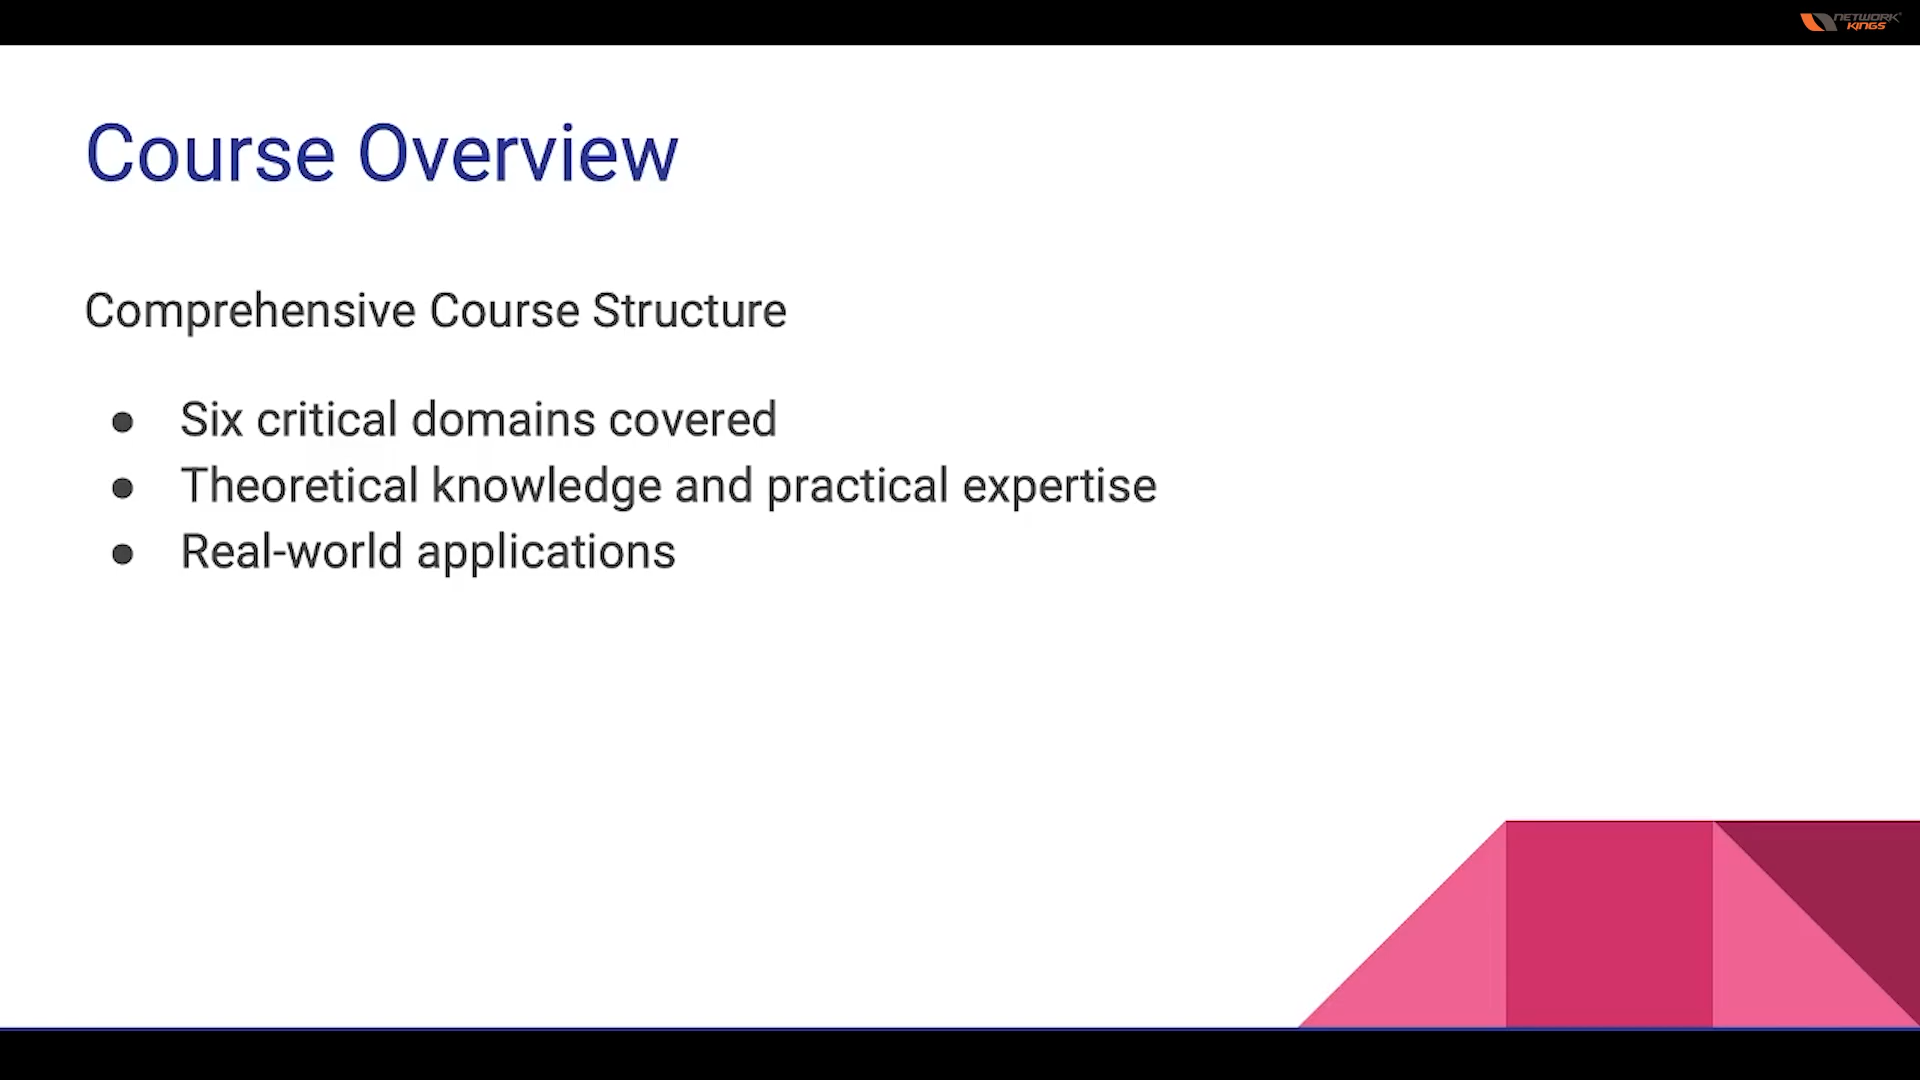 NETWORK
KINGS
Course Overview
Comprehensive Course Structure
● Six critical domains covered
● Theoretical knowledge and practical expertise
● Real-world applications